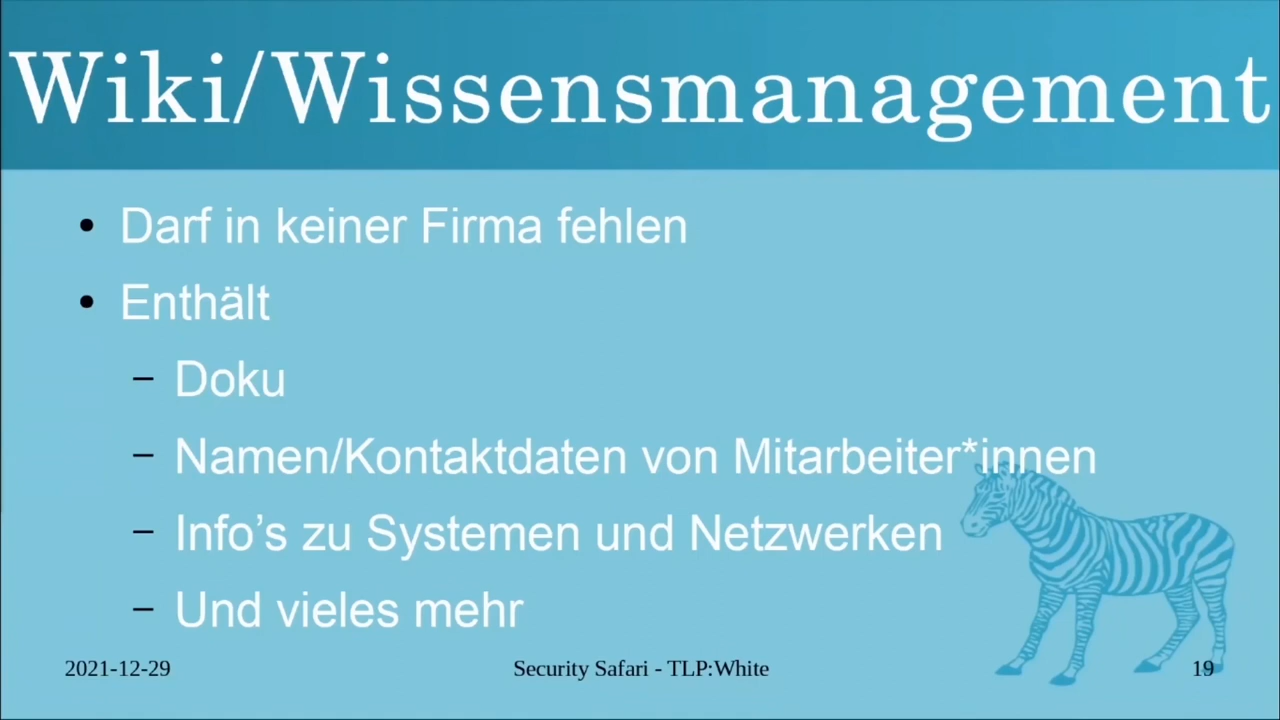 Wiki/Wissensmanagement
• Darf in keiner Firma fehlen
• Enthält
– Doku
– Namen/Kontaktdaten von Mitarbeiter*innen
– Info’s zu Systemen und Netzwerken
– Und vieles mehr
2021-12-29 Security Safari - TLP:White 19